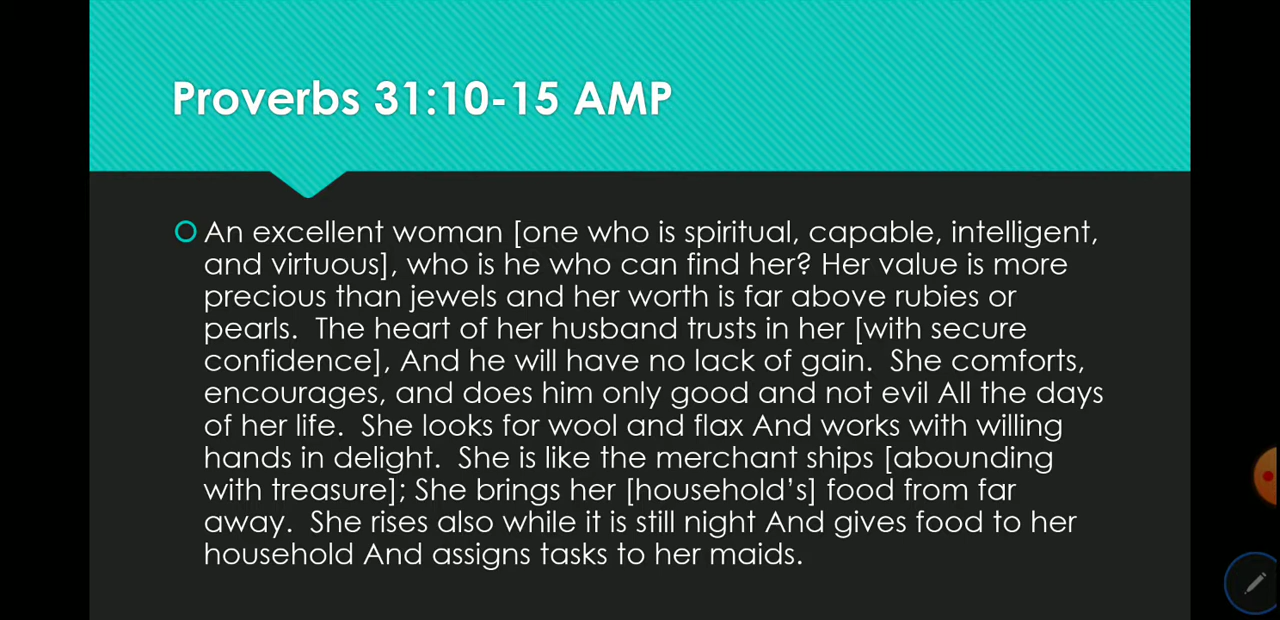 Proverbs 31:10-15 AMP
An excellent woman [one who is spiritual, capable, intelligent,
and virtuous], who is he who can find her? Her value is more
precious than jewels and her worth is far above rubies or
pearls.  The heart of her husband trusts in her [with secure
confidence], And he will have no lack of gain.  She comforts,
encourages, and does him only good and not evil All the days
of her life.  She looks for wool and flax And works with willing
hands in delight.  She is like the merchant ships [abounding
with treasure]; She brings her [household’s] food from far
away.  She rises also while it is still night And gives food to her
household And assigns tasks to her maids.